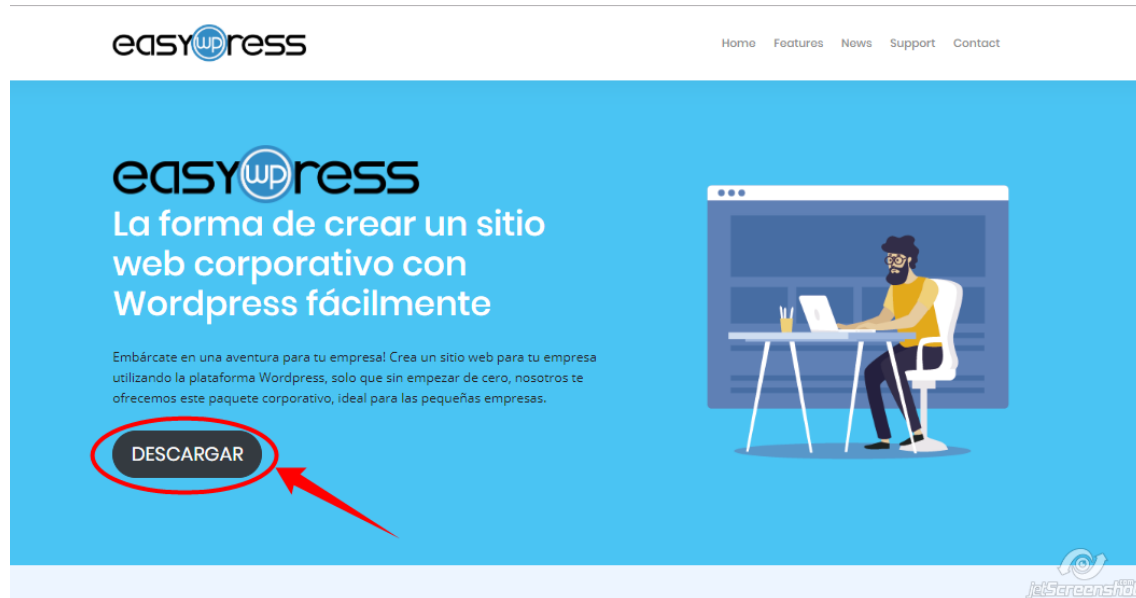 easywpress
Home Features News Support Contact
easywpress
La forma de crear un sitio
web corporativo con
Wordpress fácilmente
Embárcate en una aventura para tu empresa! Crea un sitio web para tu empresa
utilizando la plataforma Wordpress, solo que sin empezar de cero, nosotros te
ofrecemos este paquete corporativo, ideal para las pequeñas empresas.
DESCARGAR
jetScreenshot
.com